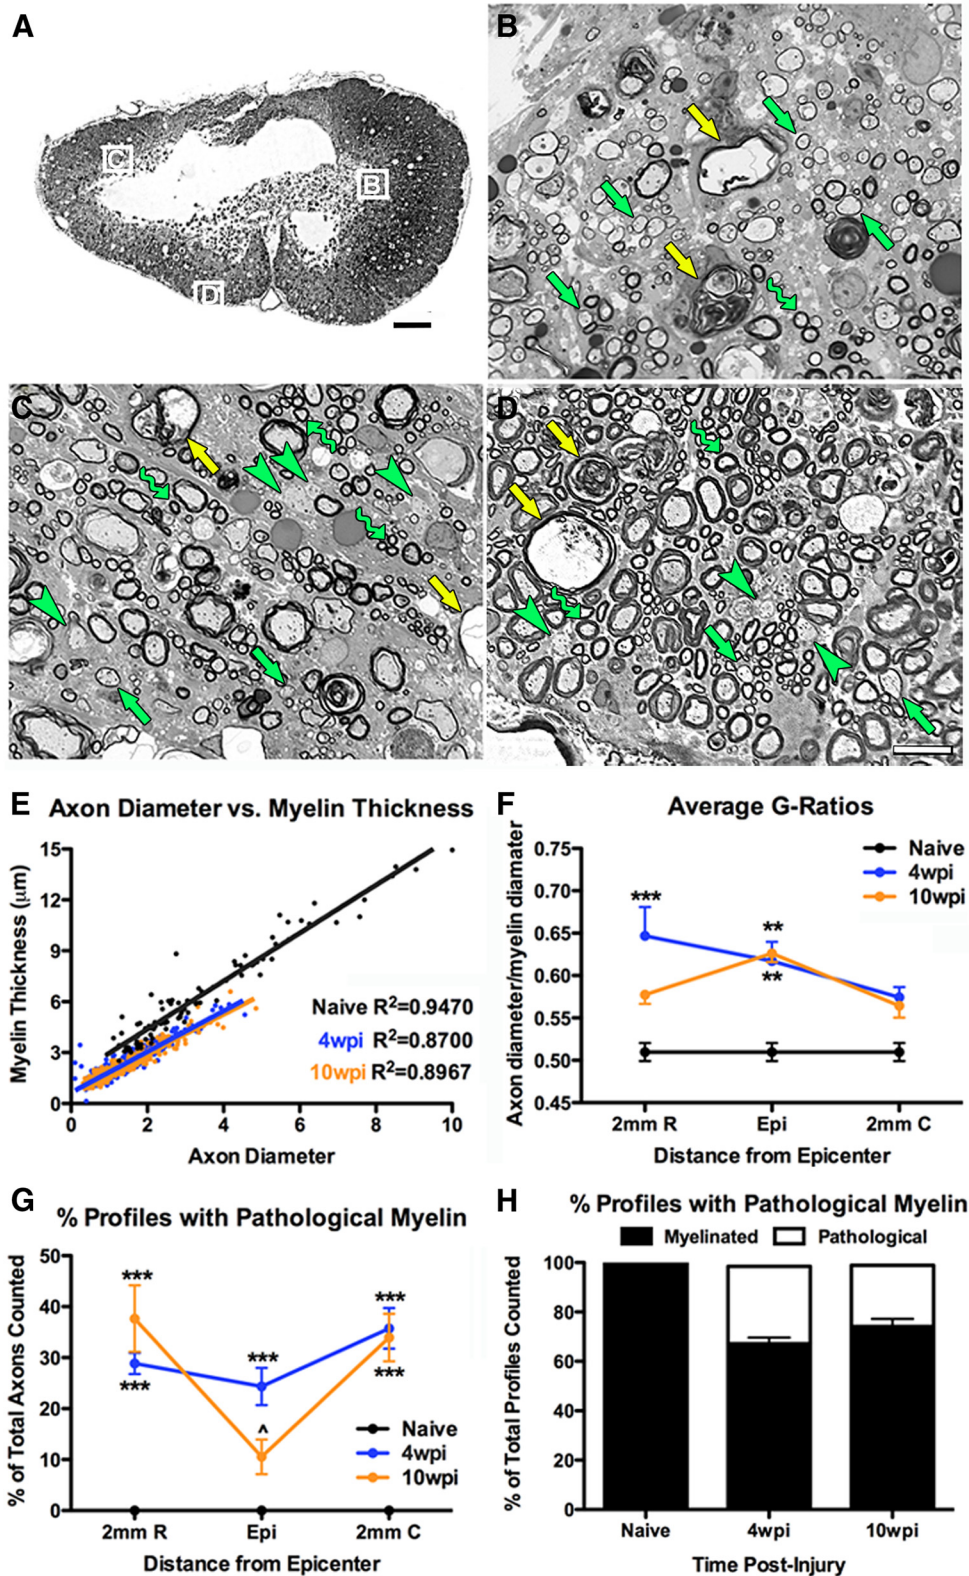 A
B
C
B
D
C
D
E Axon Diameter vs. Myelin Thickness
Myelin Thickness (μm)
15
12
9
6
3
0
Naive R²=0.9470
4wpi R²=0.8700
10wpi R²=0.8967
0 2 4 6 8 10
Axon Diameter
F Average G-Ratios
Axon diameter/myelin diamater
Naive
4wpi
10wpi
0.75
0.70
0.65
0.60
0.55
0.50
0.45
***
**
**
2mm R Epi 2mm C
Distance from Epicenter
G % Profiles with Pathological Myelin
% of Total Axons Counted
50
40
30
20
10
0
***
***
***
^
***
***
Naive
4wpi
10wpi
2mm R Epi 2mm C
Distance from Epicenter
H % Profiles with Pathological Myelin
Myelinated Pathological
% of Total Profiles Counted
100
80
60
40
20
0
Naive 4wpi 10wpi
Time Post-Injury